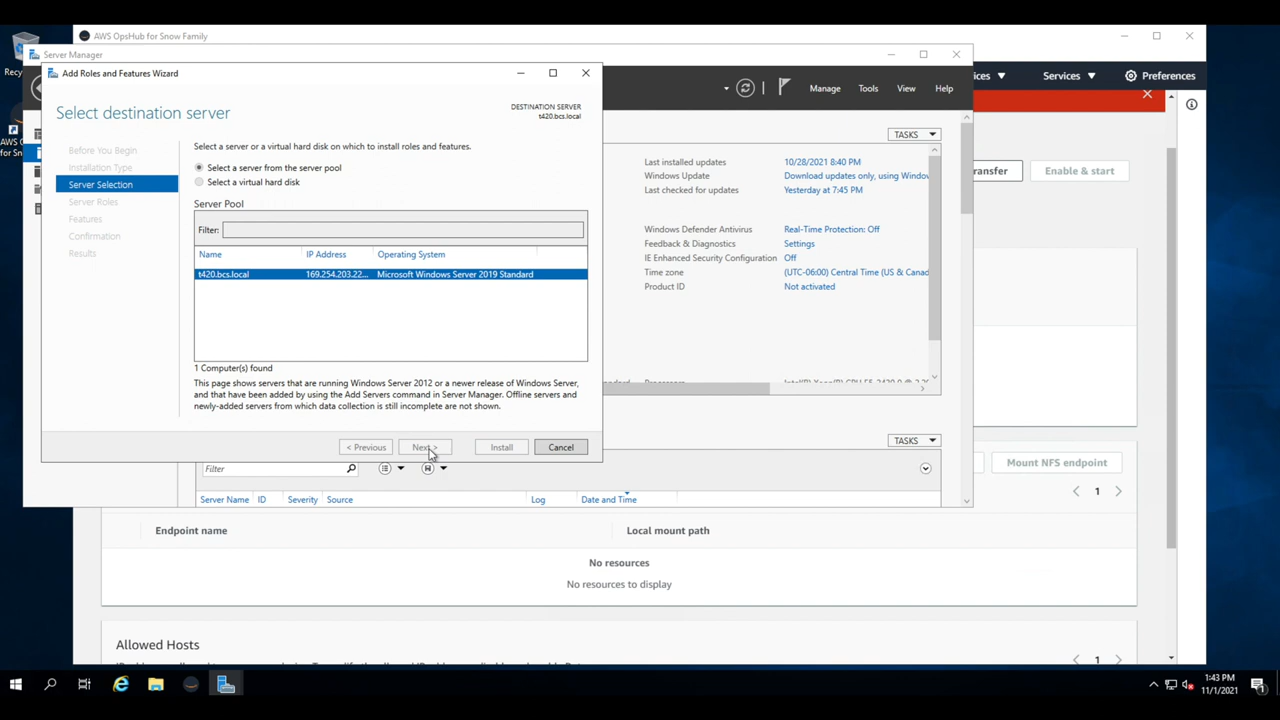 AWS OpsHub for Snow Family
Server Manager
Add Roles and Features Wizard
Select destination server
DESTINATION SERVER
t420.bcs.local
Before You Begin
Installation Type
Server Selection
Server Roles
Features
Confirmation
Results
Select a server or a virtual hard disk on which to install roles and features.
Select a server from the server pool
Select a virtual hard disk
Server Pool
Filter:
Name IP Address Operating System
t420.bcs.local 169.254.203.22... Microsoft Windows Server 2019 Standard
1 Computer(s) found
This page shows servers that are running Windows Server 2012 or a newer release of Windows Server,
and that have been added by using the Add Servers command in Server Manager. Offline servers and
newly-added servers from which data collection is still incomplete are not shown.
< Previous Next > Install Cancel
Manage Tools View Help
TASKS
Last installed updates 10/28/2021 8:40 PM
Windows Update Download updates only, using Window
Last checked for updates Yesterday at 7:45 PM
Windows Defender Antivirus Real-Time Protection: Off
Feedback & Diagnostics Settings
IE Enhanced Security Configuration Off
Time zone (UTC-06:00) Central Time (US & Canad
Product ID Not activated
TASKS
Filter
Server Name ID Severity Source Log Date and Time
Services Preferences
Enable & start
Mount NFS endpoint
1
Endpoint name Local mount path
No resources
No resources to display
Allowed Hosts
1
AWS O
for Snow
1:43 PM
11/1/2021
1